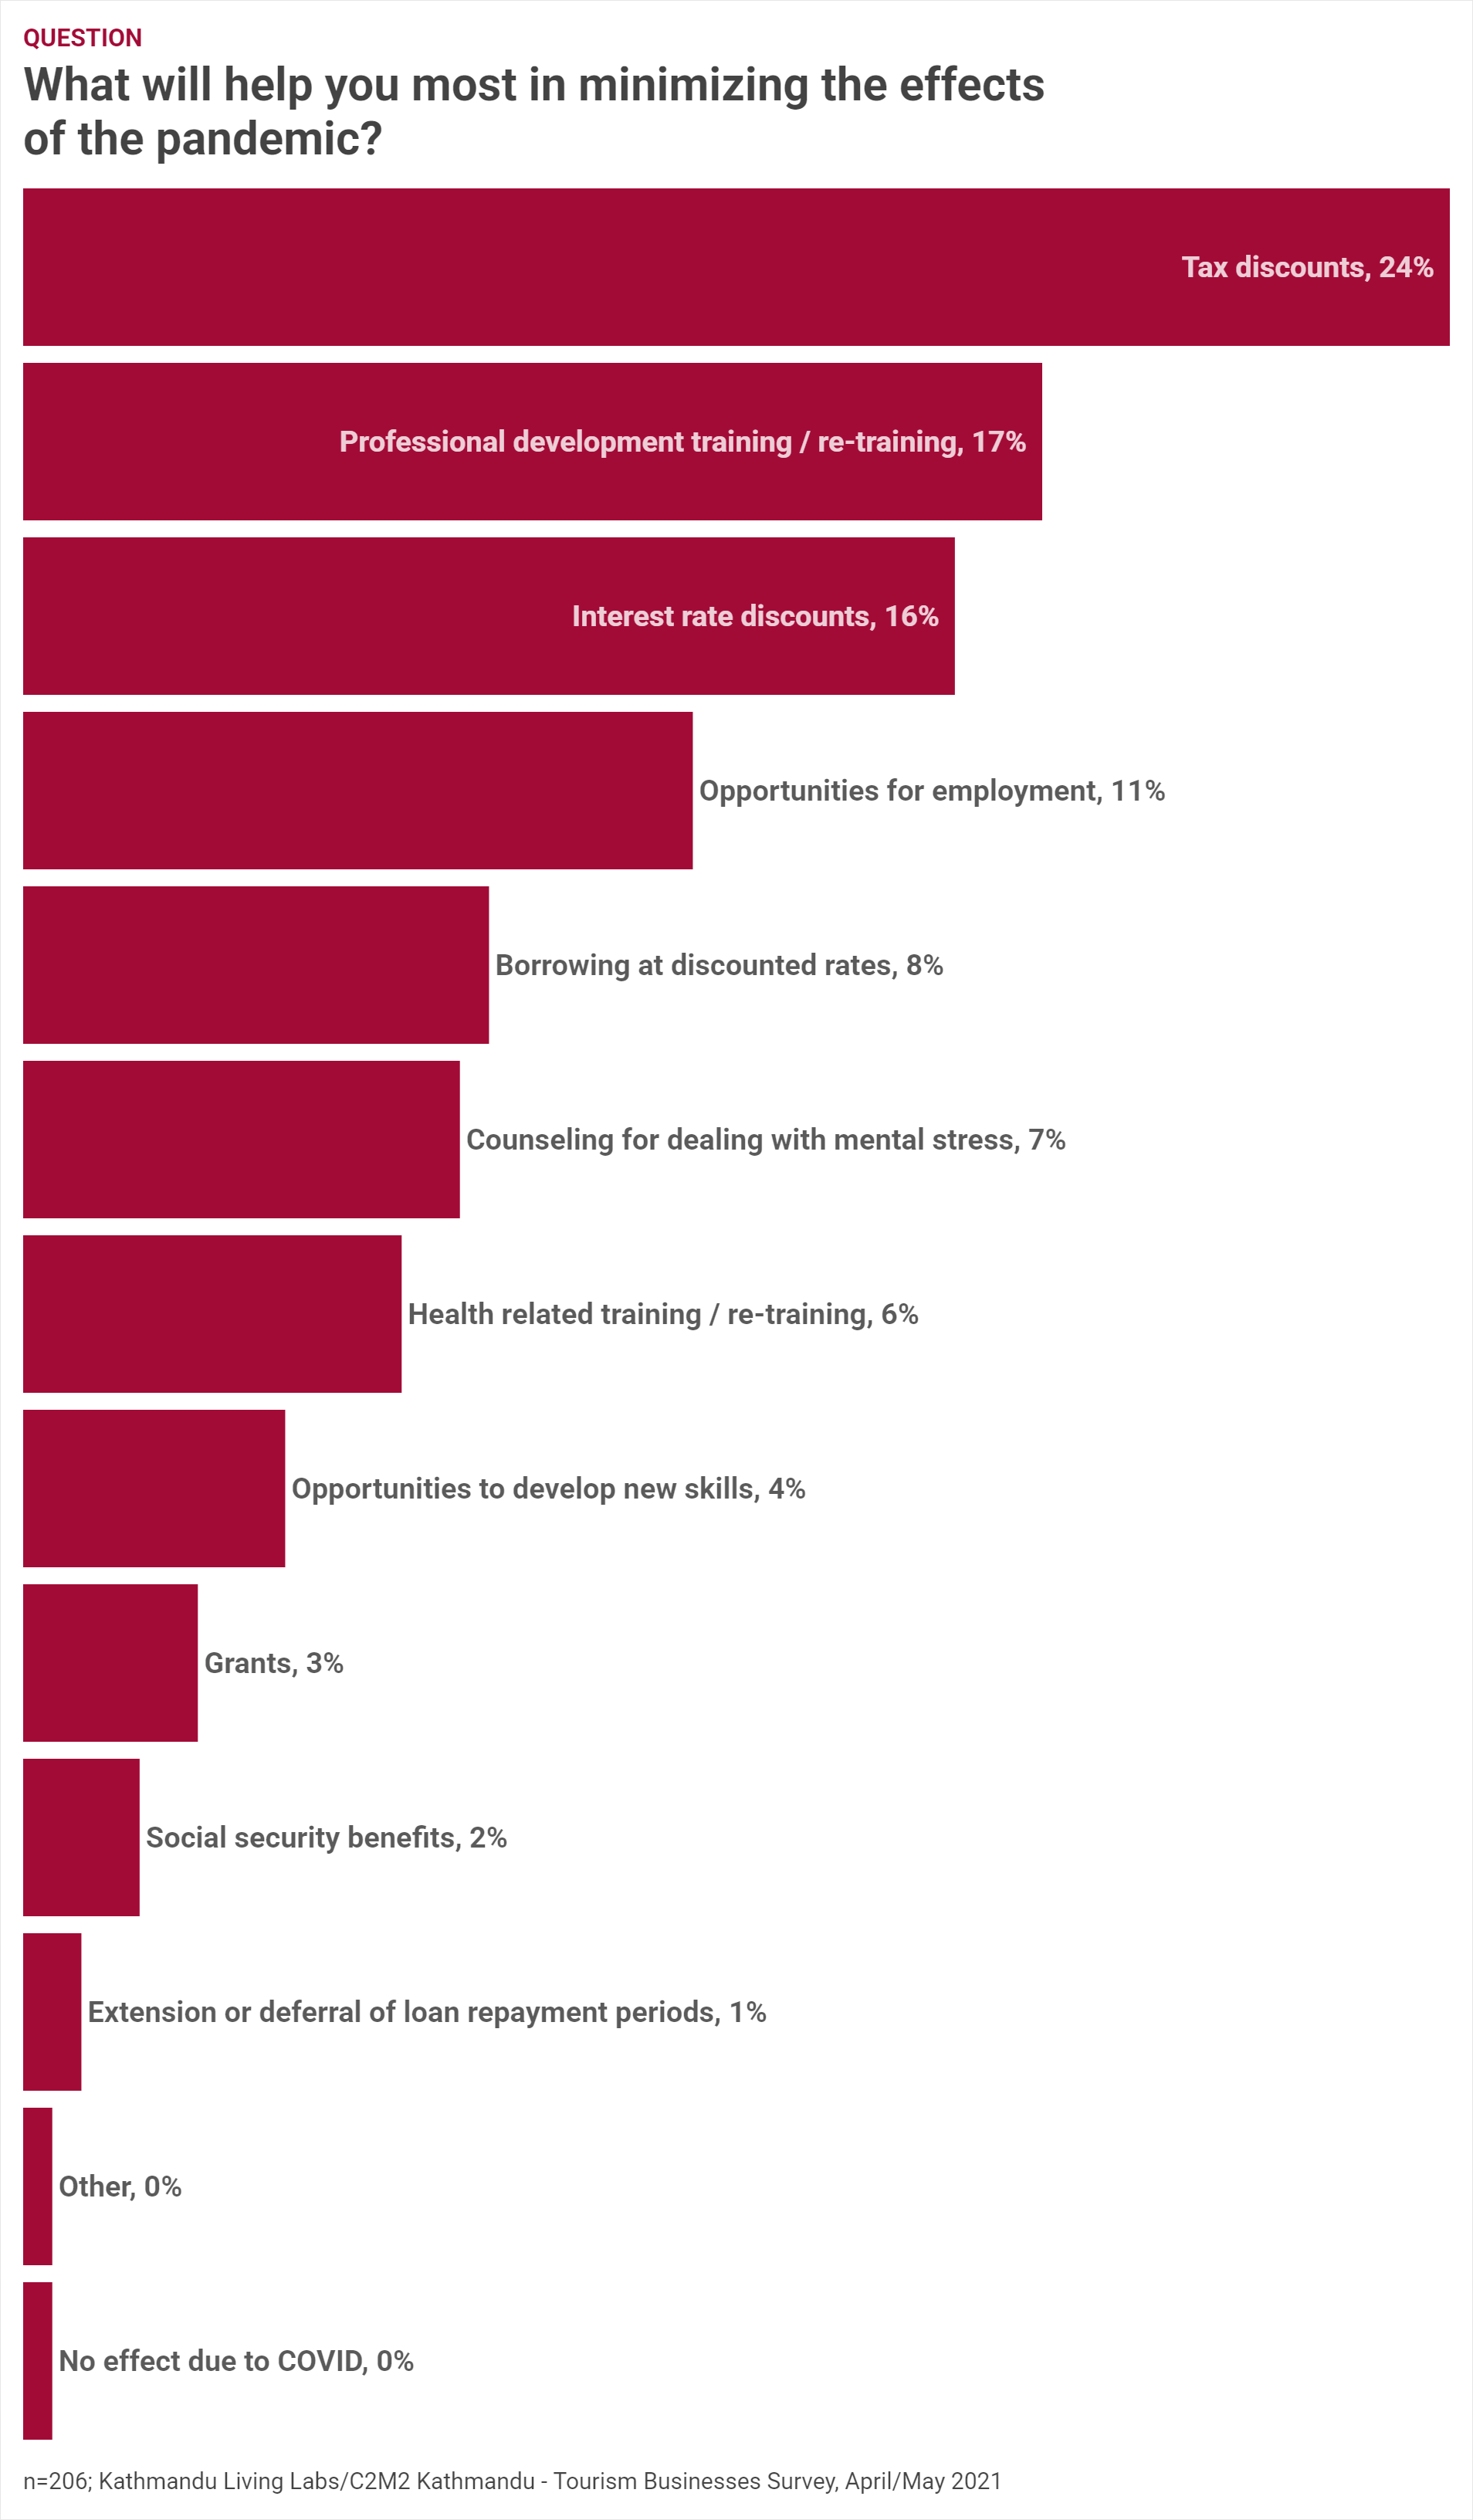 QUESTION
What will help you most in minimizing the effects
of the pandemic?
Tax discounts, 24%
Professional development training / re-training, 17%
Interest rate discounts, 16%
Opportunities for employment, 11%
Borrowing at discounted rates, 8%
Counseling for dealing with mental stress, 7%
Health related training / re-training, 6%
Opportunities to develop new skills, 4%
Grants, 3%
Social security benefits, 2%
Extension or deferral of loan repayment periods, 1%
Other, 0%
No effect due to COVID, 0%
n=206; Kathmandu Living Labs/C2M2 Kathmandu - Tourism Businesses Survey, April/May 2021